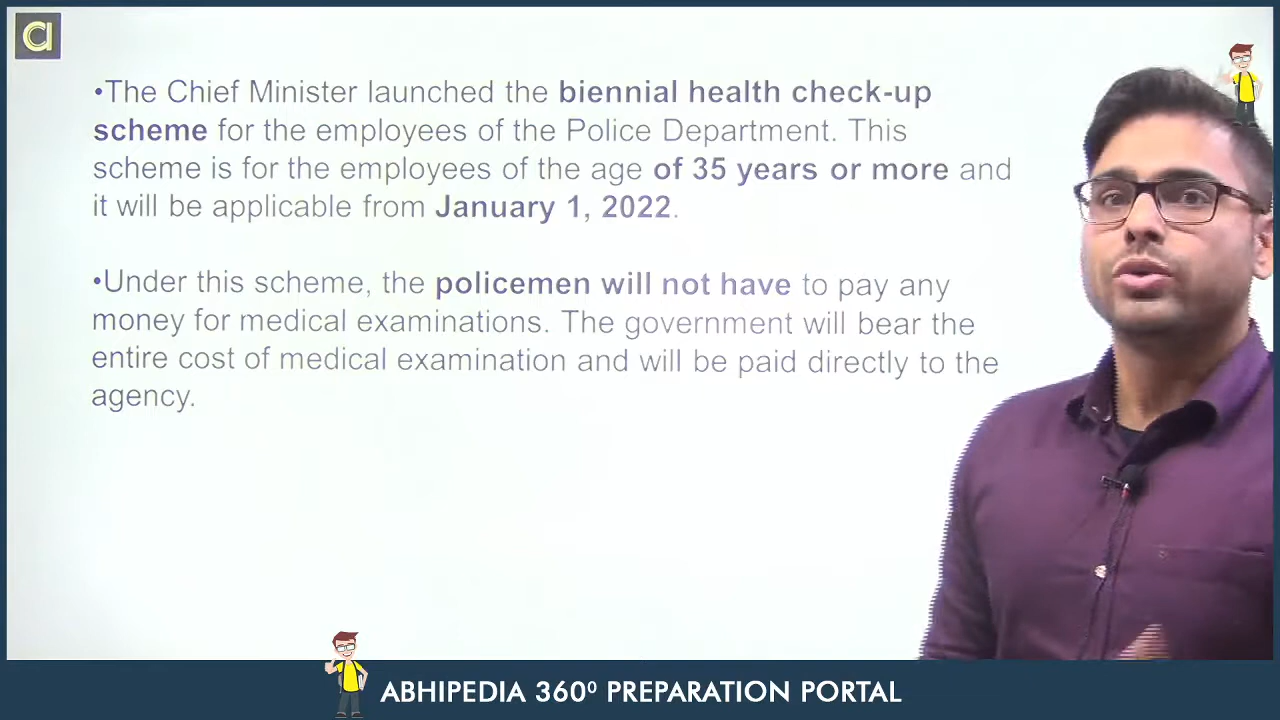 •The Chief Minister launched the biennial health check-up
scheme for the employees of the Police Department. This
scheme is for the employees of the age of 35 years or more and
it will be applicable from January 1, 2022.
•Under this scheme, the policemen will not have to pay any
money for medical examinations. The government will bear the
entire cost of medical examination and will be paid directly to the
agency.
ABHIPEDIA 360⁰ PREPARATION PORTAL